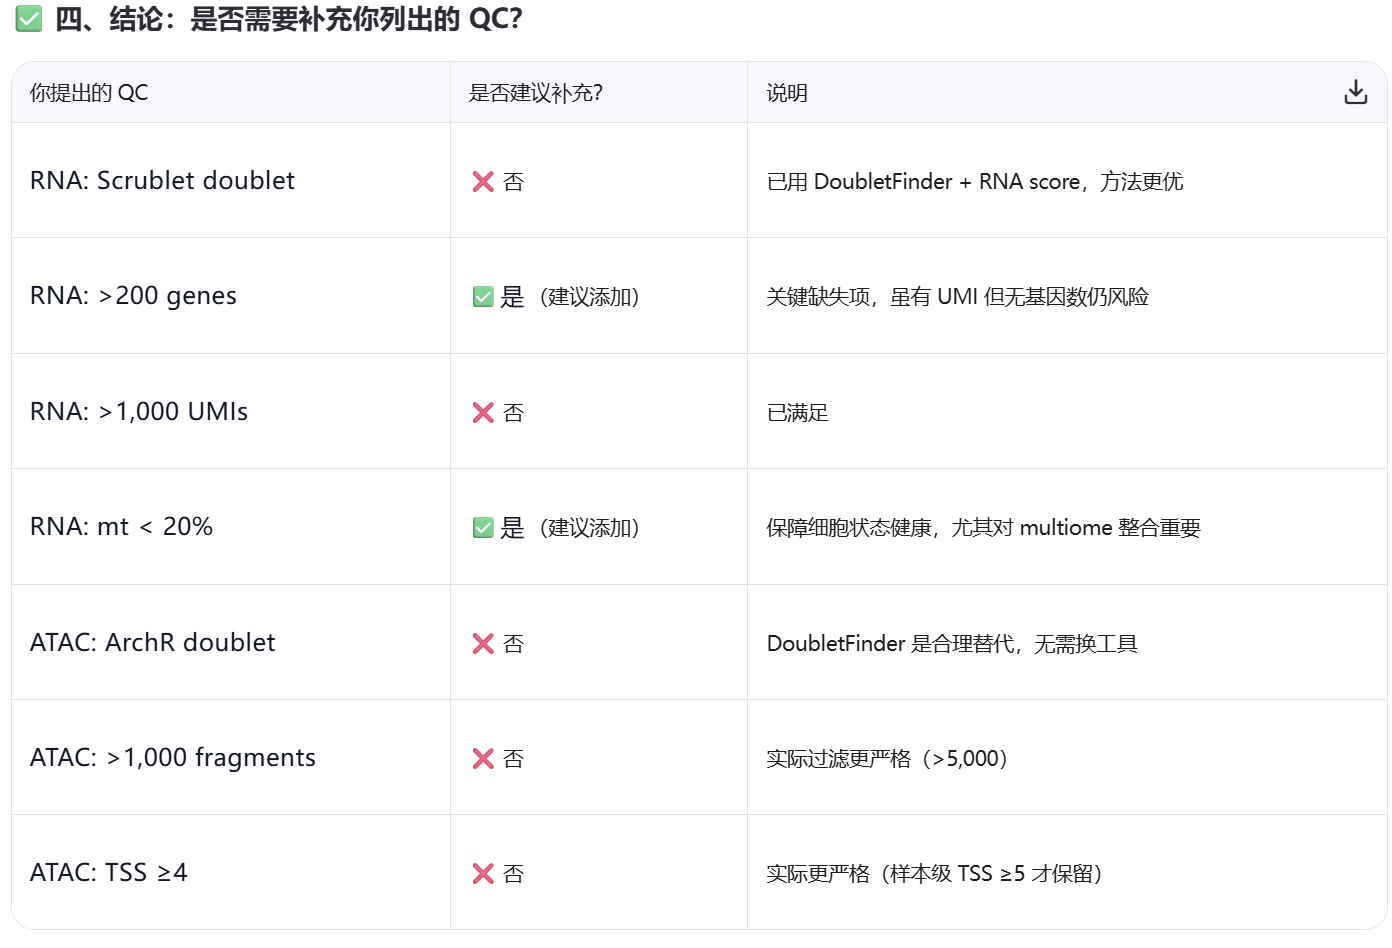 ✅ 四、结论：是否需要补充你列出的 QC？
你提出的 QC 是否建议补充？ 说明
RNA: Scrublet doublet ❌ 否 已用 DoubletFinder + RNA score，方法更优
RNA: >200 genes ✅ 是（建议添加） 关键缺失项，虽有 UMI 但无基因数仍风险
RNA: >1,000 UMIs ❌ 否 已满足
RNA: mt < 20% ✅ 是（建议添加） 保障细胞状态健康，尤其对 multiome 整合重要
ATAC: ArchR doublet ❌ 否 DoubletFinder 是合理替代，无需换工具
ATAC: >1,000 fragments ❌ 否 实际过滤更严格（>5,000）
ATAC: TSS ≥4 ❌ 否 实际更严格（样本级 TSS ≥5 才保留）